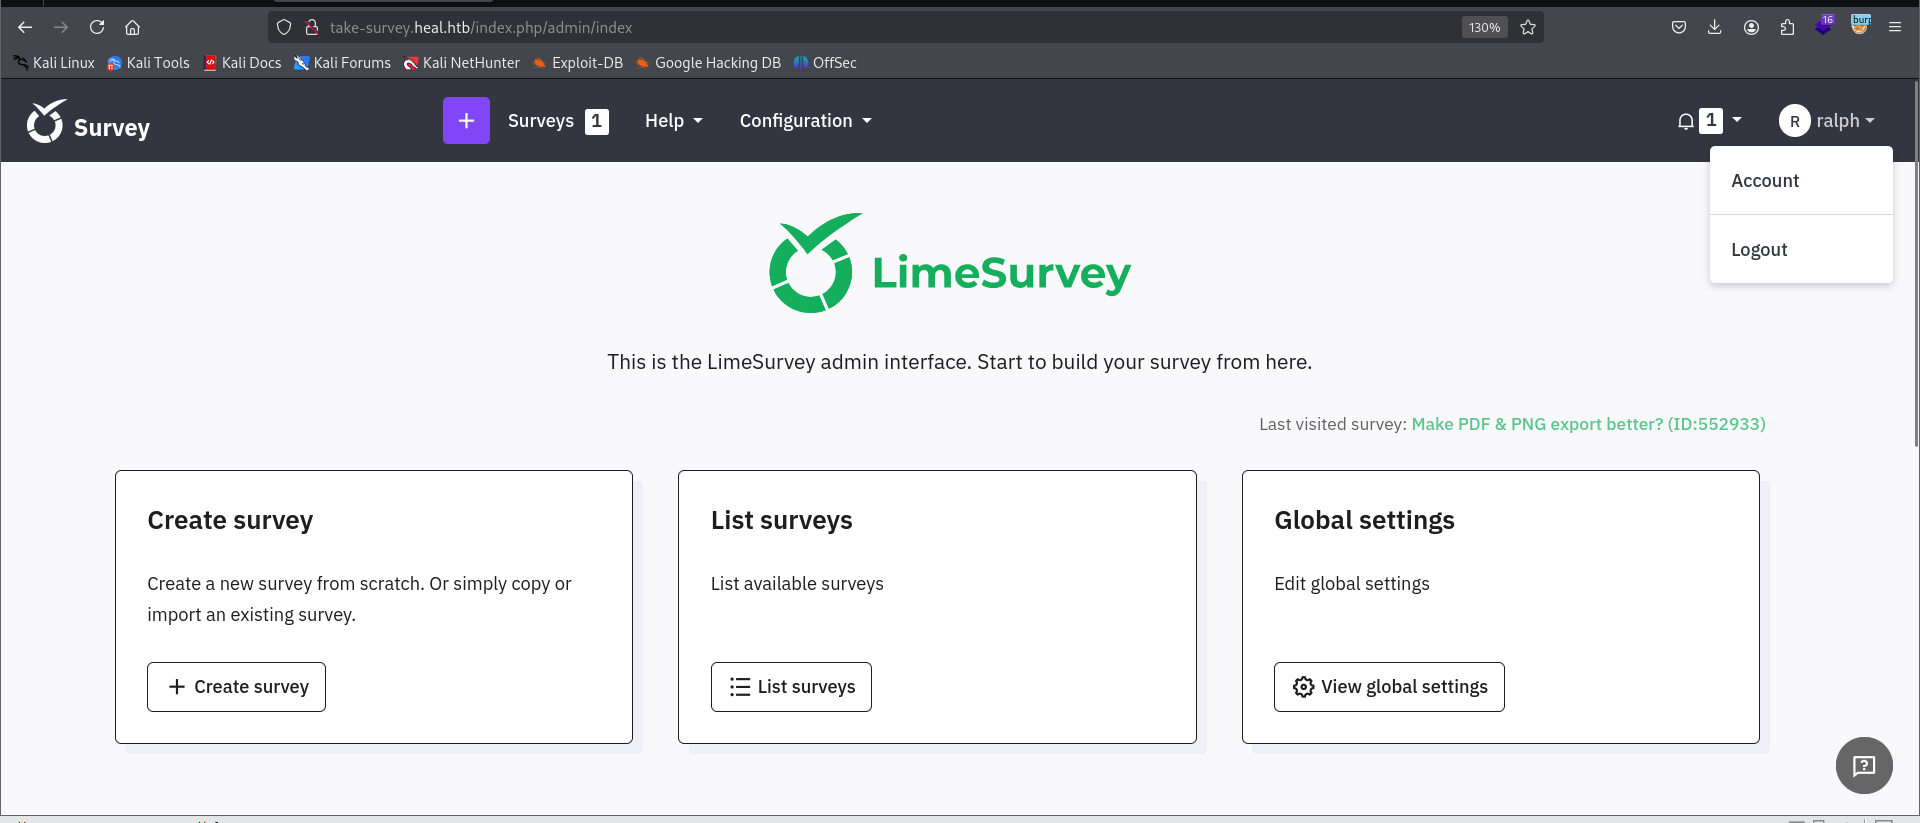 take-survey.heal.htb/index.php/admin/index
130%
16
Kali Linux
Kali Tools
Kali Docs
Kali Forums
Kali NetHunter
Exploit-DB
Google Hacking DB
OffSec
Survey
+
Surveys 1
Help
Configuration
1
R ralph
Account
Logout
LimeSurvey
This is the LimeSurvey admin interface. Start to build your survey from here.
Last visited survey: Make PDF & PNG export better? (ID:552933)
Create survey
Create a new survey from scratch. Or simply copy or
import an existing survey.
+ Create survey
List surveys
List available surveys
List surveys
Global settings
Edit global settings
View global settings